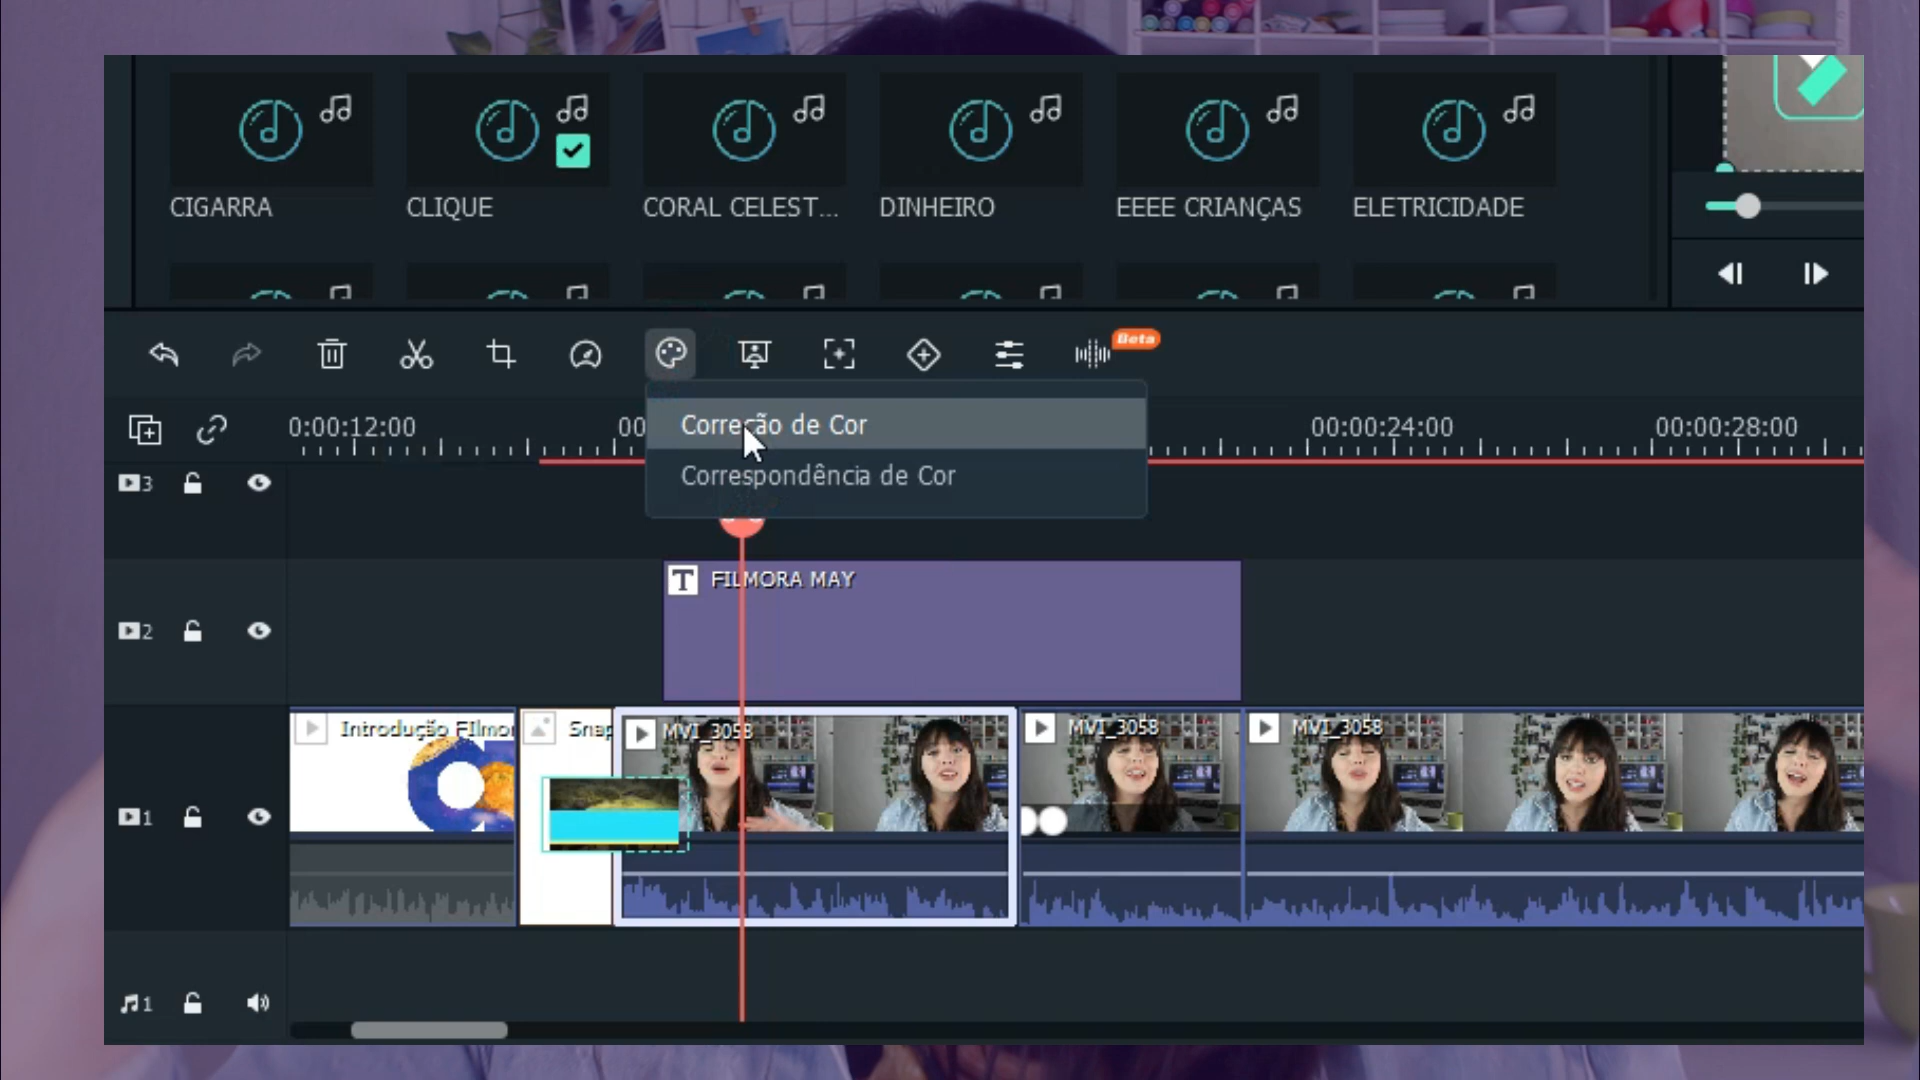 CIGARRA
CLIQUE
CORAL CELEST...
DINHEIRO
EEEE CRIANÇAS
ELETRICIDADE
Beta
0:00:12:00
00
00:00:24:00
00:00:28:00
Correção de Cor
Correspondência de Cor
3
2
T FILMORA MAY
Introdução FIlmo
Snap
MVI_3058
MVI_3058
MVI_3058
1
1